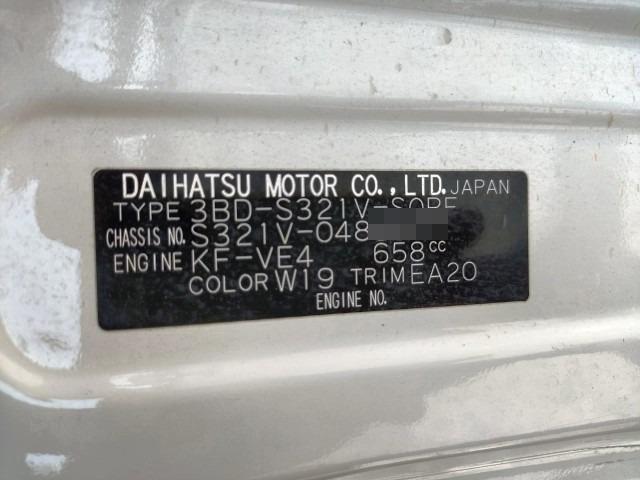 DAIHATSU MOTOR CO., LTD. JAPAN
TYPE 3BD-S321V-
CHASSIS NO. S321V-048
ENGINE KF-VE4 658cc
COLOR W19 TRIM EA20
ENGINE NO.